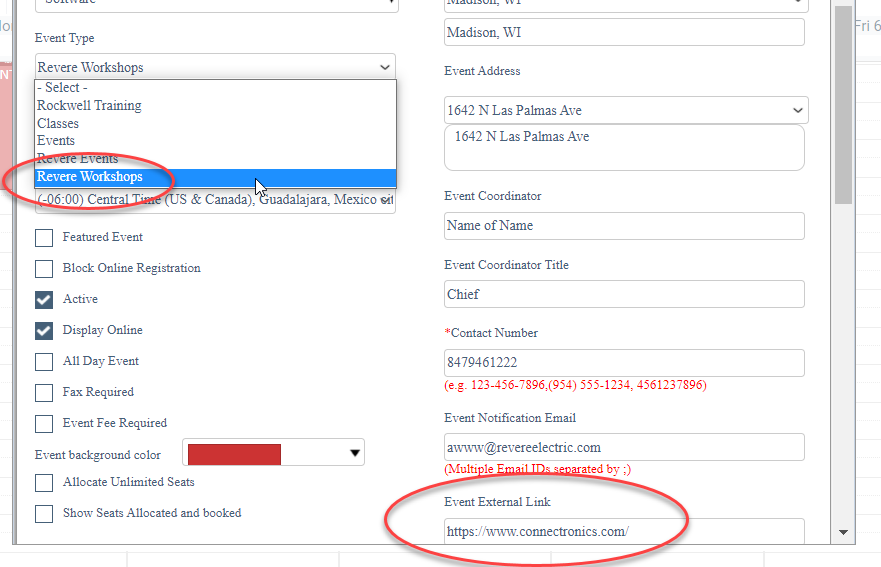 Software
Event Type
Revere Workshops
- Select -
Rockwell Training
Classes
Events
Revere Events
Revere Workshops
(-06:00) Central Time (US & Canada), Guadalajara, Mexico cit
Featured Event
Block Online Registration
Active
Display Online
All Day Event
Fax Required
Event Fee Required
Event background color
Allocate Unlimited Seats
Show Seats Allocated and booked
Madison, WI
Madison, WI
Event Address
1642 N Las Palmas Ave
1642 N Las Palmas Ave
Event Coordinator
Name of Name
Event Coordinator Title
Chief
*Contact Number
8479461222
(e.g. 123-456-7896,(954) 555-1234, 4561237896)
Event Notification Email
awww@revereelectric.com
(Multiple Email IDs separated by ;)
Event External Link
https://www.connectronics.com/
Fri 6